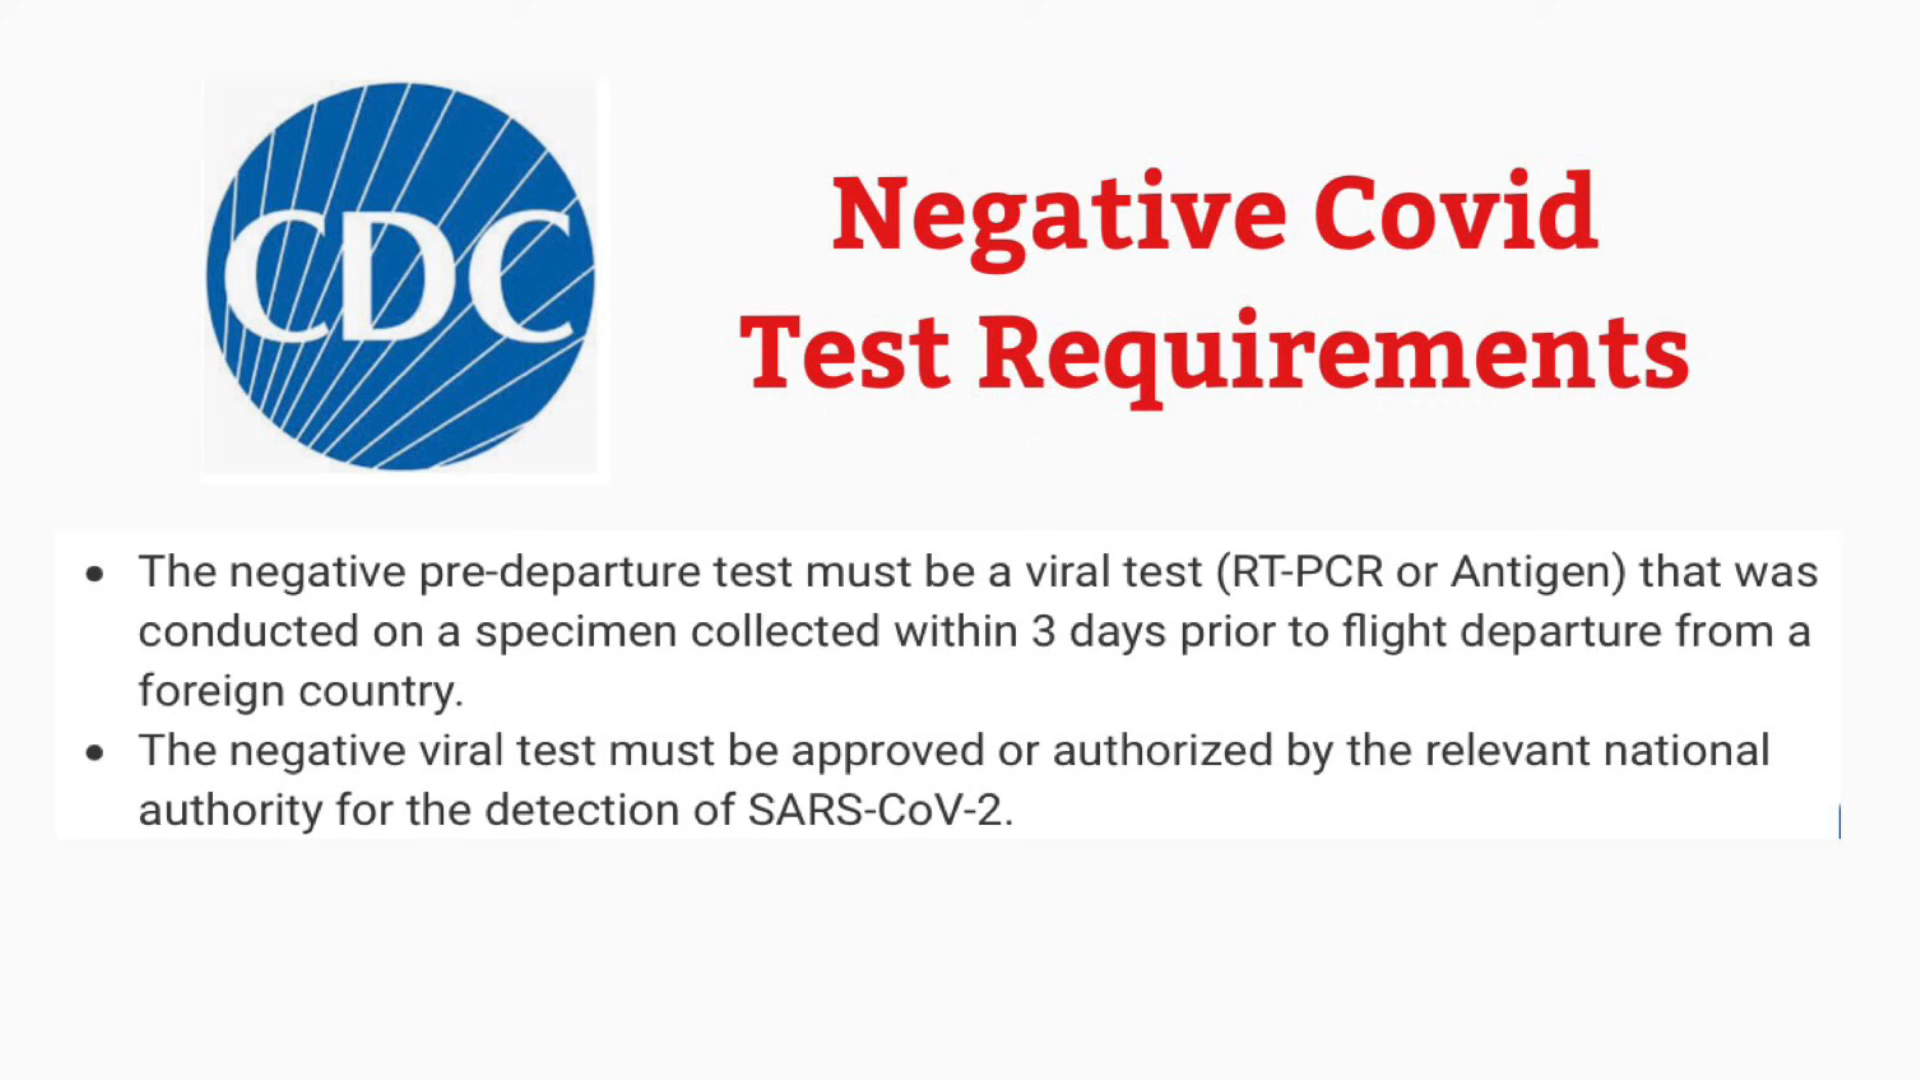 CDC
Negative Covid
Test Requirements
• The negative pre-departure test must be a viral test (RT-PCR or Antigen) that was
conducted on a specimen collected within 3 days prior to flight departure from a
foreign country.
• The negative viral test must be approved or authorized by the relevant national
authority for the detection of SARS-CoV-2.